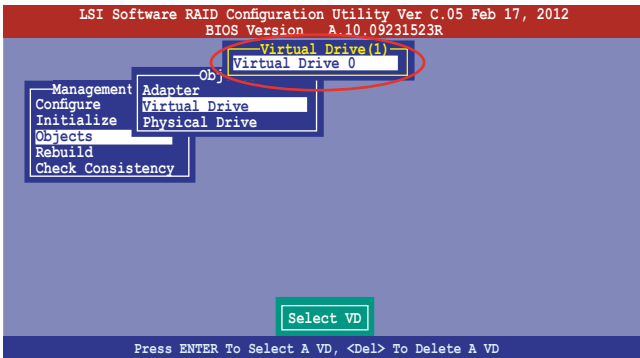 LSI Software RAID Configuration Utility Ver C.05 Feb 17, 2012
BIOS Version A.10.09231523R
Virtual Drive(1)
Virtual Drive 0
Obj
Adapter
Virtual Drive
Physical Drive
Management
Configure
Initialize
Objects
Rebuild
Check Consistency
Select VD
Press ENTER To Select A VD, <Del> To Delete A VD